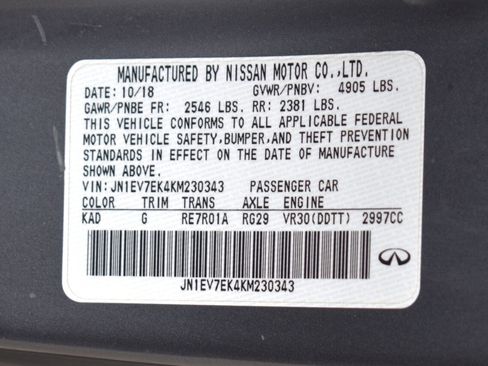 MANUFACTURED BY NISSAN MOTOR CO.,LTD.
DATE: 10/18 GVWR/PNBV: 4905 LBS.
GAWR/PNBE FR: 2546 LBS. RR: 2381 LBS.
THIS VEHICLE CONFORMS TO ALL APPLICABLE FEDERAL
MOTOR VEHICLE SAFETY, BUMPER, AND THEFT PREVENTION
STANDARDS IN EFFECT ON THE DATE OF MANUFACTURE
SHOWN ABOVE.
VIN: JN1EV7EK4KM230343 PASSENGER CAR
COLOR TRIM TRANS AXLE ENGINE
KAD G RE7R01A RG29 VR30(DDTT) 2997CC
JN1EV7EK4KM230343